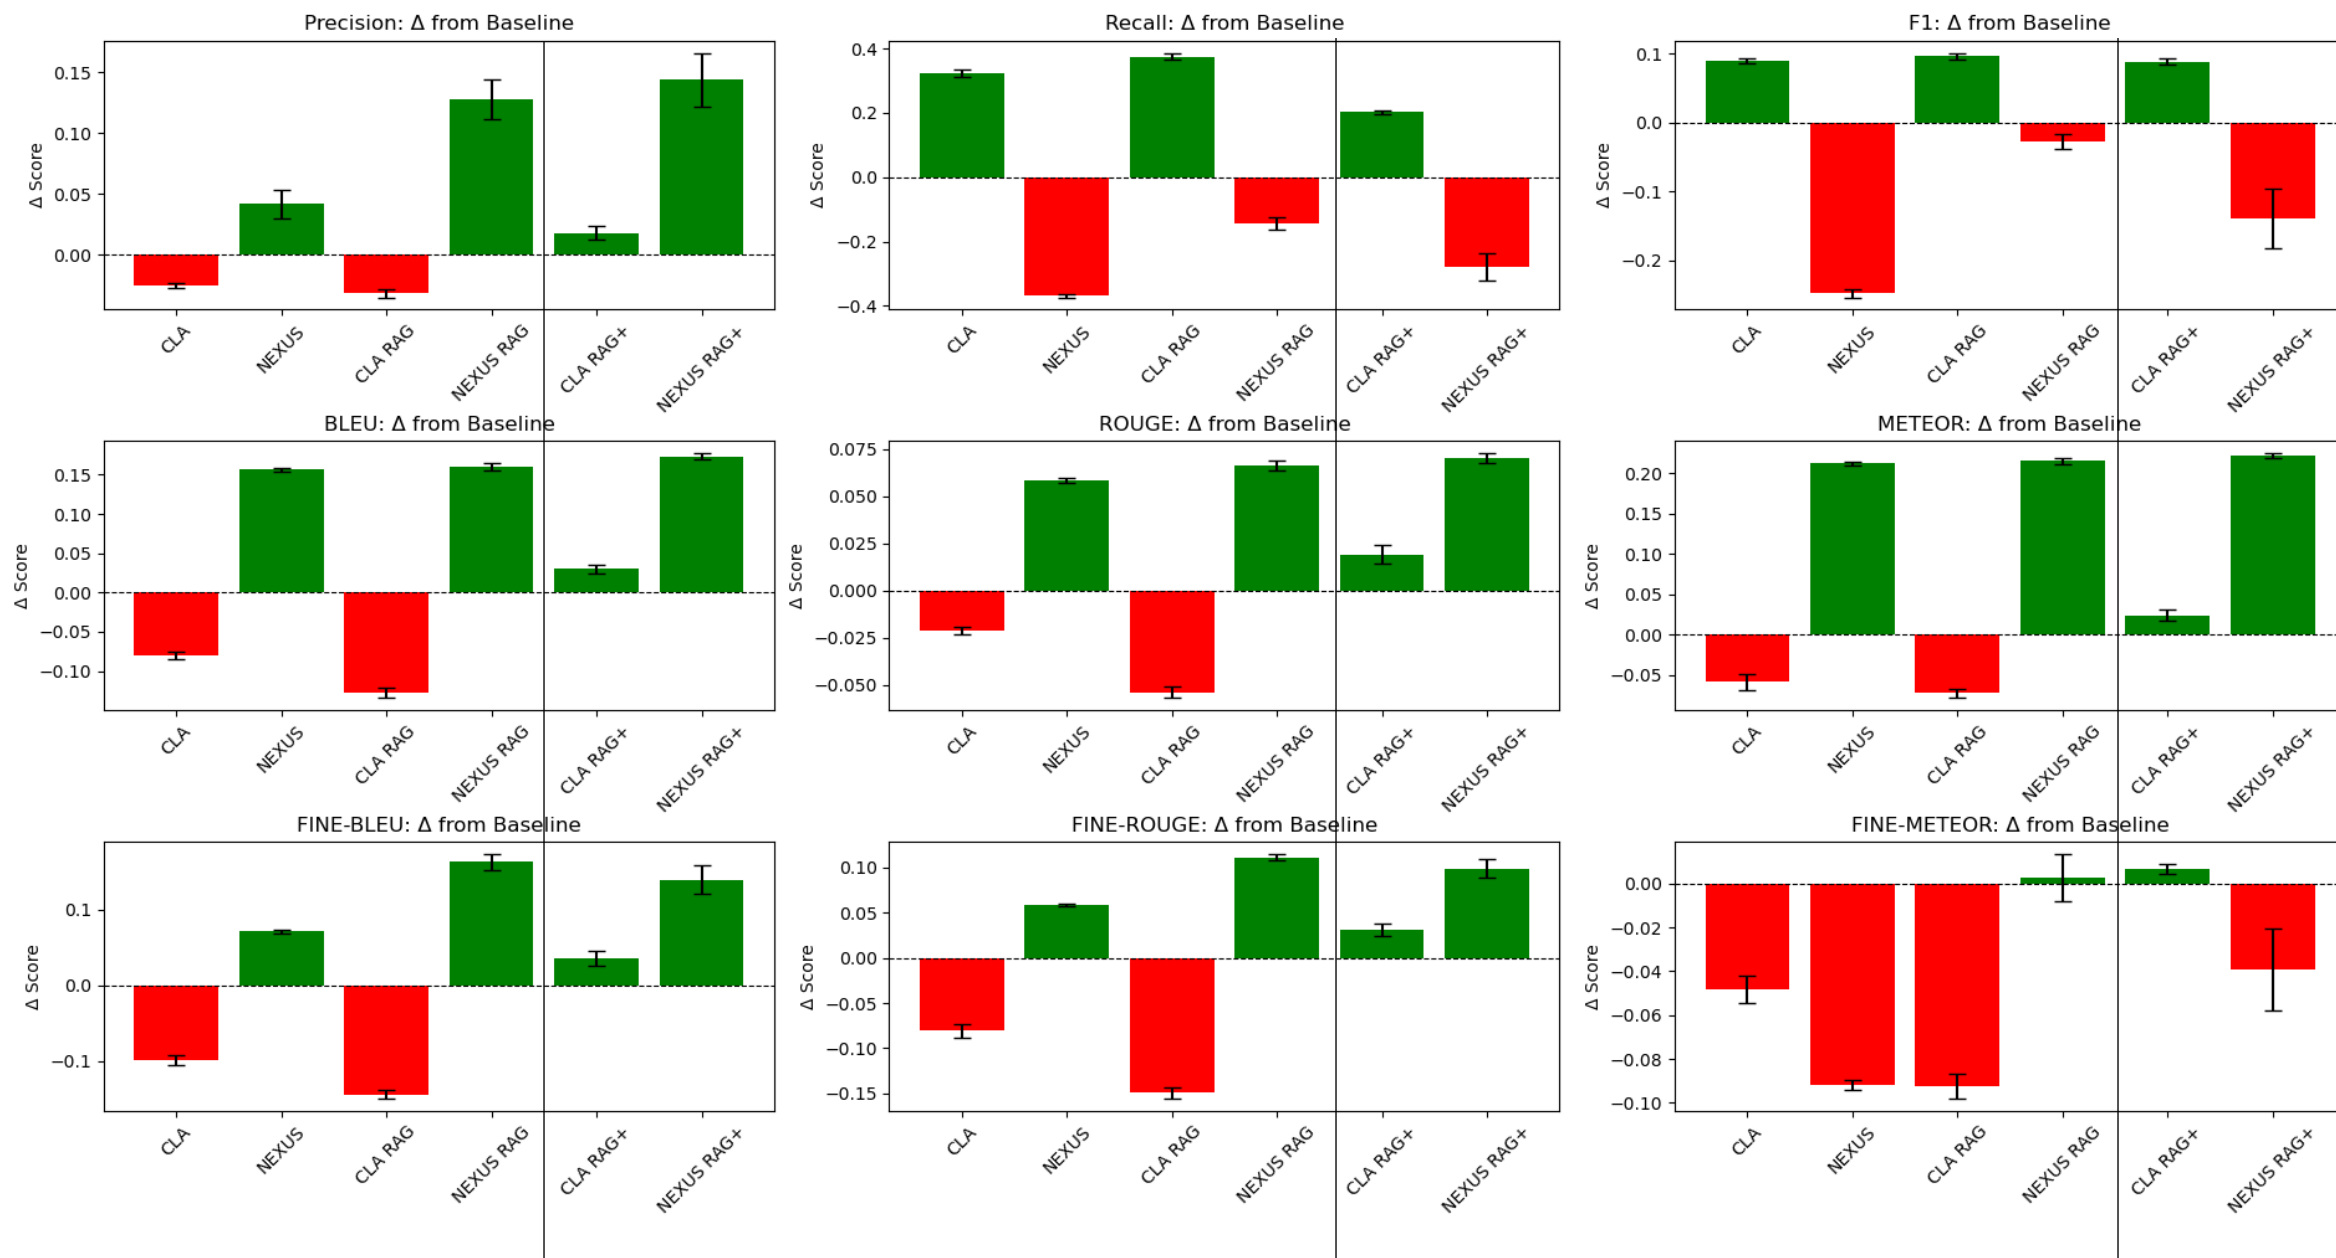 Precision: Δ from Baseline
Δ Score
0.15
0.10
0.05
0.00
CLA
NEXUS
CLA RAG
NEXUS RAG
CLA RAG+
NEXUS RAG+
Recall: Δ from Baseline
Δ Score
0.4
0.2
0.0
−0.2
−0.4
CLA
NEXUS
CLA RAG
NEXUS RAG
CLA RAG+
NEXUS RAG+
F1: Δ from Baseline
Δ Score
0.1
0.0
−0.1
−0.2
CLA
NEXUS
CLA RAG
NEXUS RAG
CLA RAG+
NEXUS RAG+
BLEU: Δ from Baseline
Δ Score
0.15
0.10
0.05
0.00
−0.05
−0.10
CLA
NEXUS
CLA RAG
NEXUS RAG
CLA RAG+
NEXUS RAG+
ROUGE: Δ from Baseline
Δ Score
0.075
0.050
0.025
0.000
−0.025
−0.050
CLA
NEXUS
CLA RAG
NEXUS RAG
CLA RAG+
NEXUS RAG+
METEOR: Δ from Baseline
Δ Score
0.20
0.15
0.10
0.05
0.00
−0.05
CLA
NEXUS
CLA RAG
NEXUS RAG
CLA RAG+
NEXUS RAG+
FINE-BLEU: Δ from Baseline
Δ Score
0.1
0.0
−0.1
CLA
NEXUS
CLA RAG
NEXUS RAG
CLA RAG+
NEXUS RAG+
FINE-ROUGE: Δ from Baseline
Δ Score
0.10
0.05
0.00
−0.05
−0.10
−0.15
CLA
NEXUS
CLA RAG
NEXUS RAG
CLA RAG+
NEXUS RAG+
FINE-METEOR: Δ from Baseline
Δ Score
0.00
−0.02
−0.04
−0.06
−0.08
−0.10
CLA
NEXUS
CLA RAG
NEXUS RAG
CLA RAG+
NEXUS RAG+